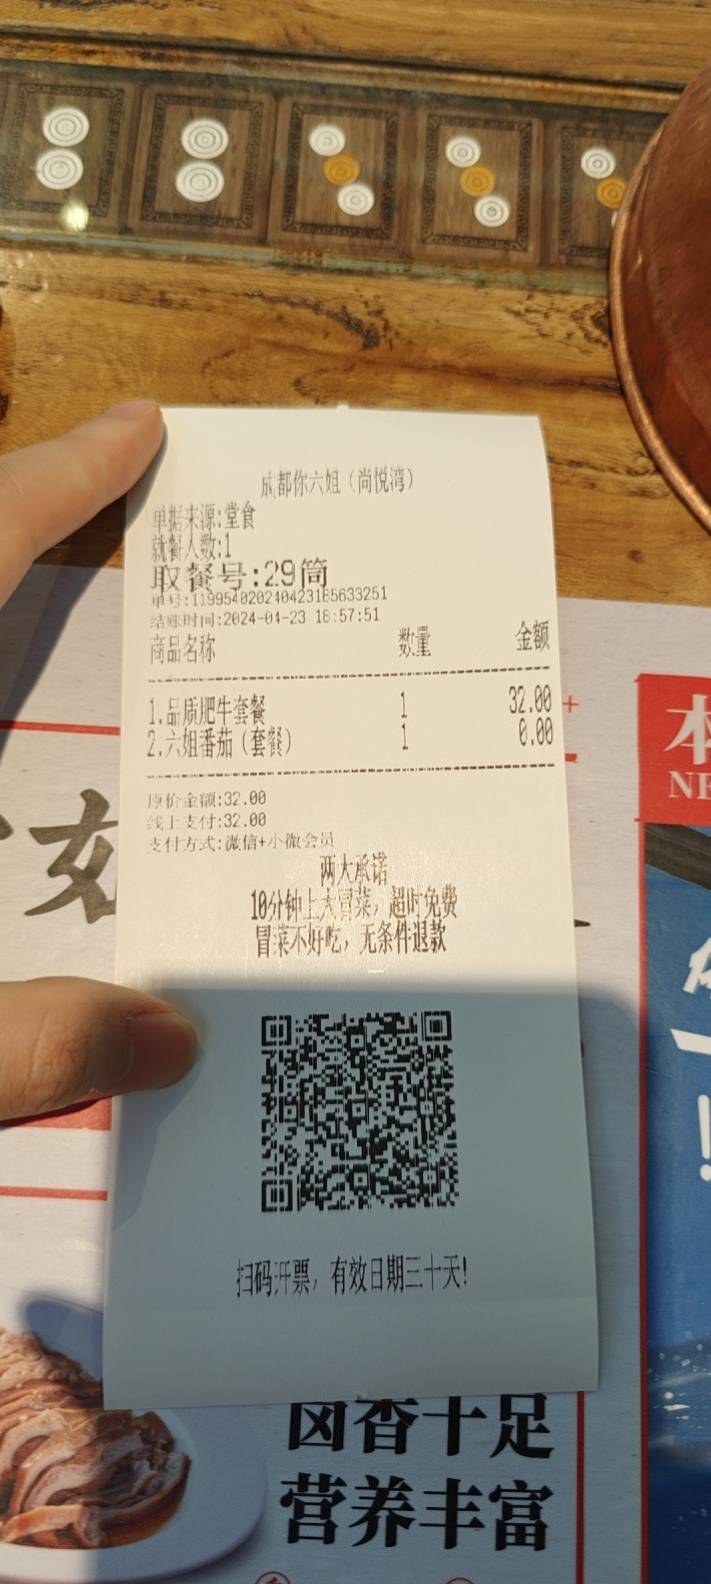 成都你六姐（尚悦湾）
单据来源:堂食
就餐人数:1
取餐号:29筒
单号:119954020240423185633251
结账时间:2024-04-23 18:57:51
商品名称 数量 金额
1.品质肥牛套餐 1 32.00
2.六姐番茄（套餐） 1 0.00
原价金额:32.00
线上支付:32.00
支付方式:微信+小微会员
两大承诺
10分钟上大冒菜，超时免费
冒菜不好吃，无条件退款
扫码开票，有效日期三十天!
本
NE
卤香十足
营养丰富